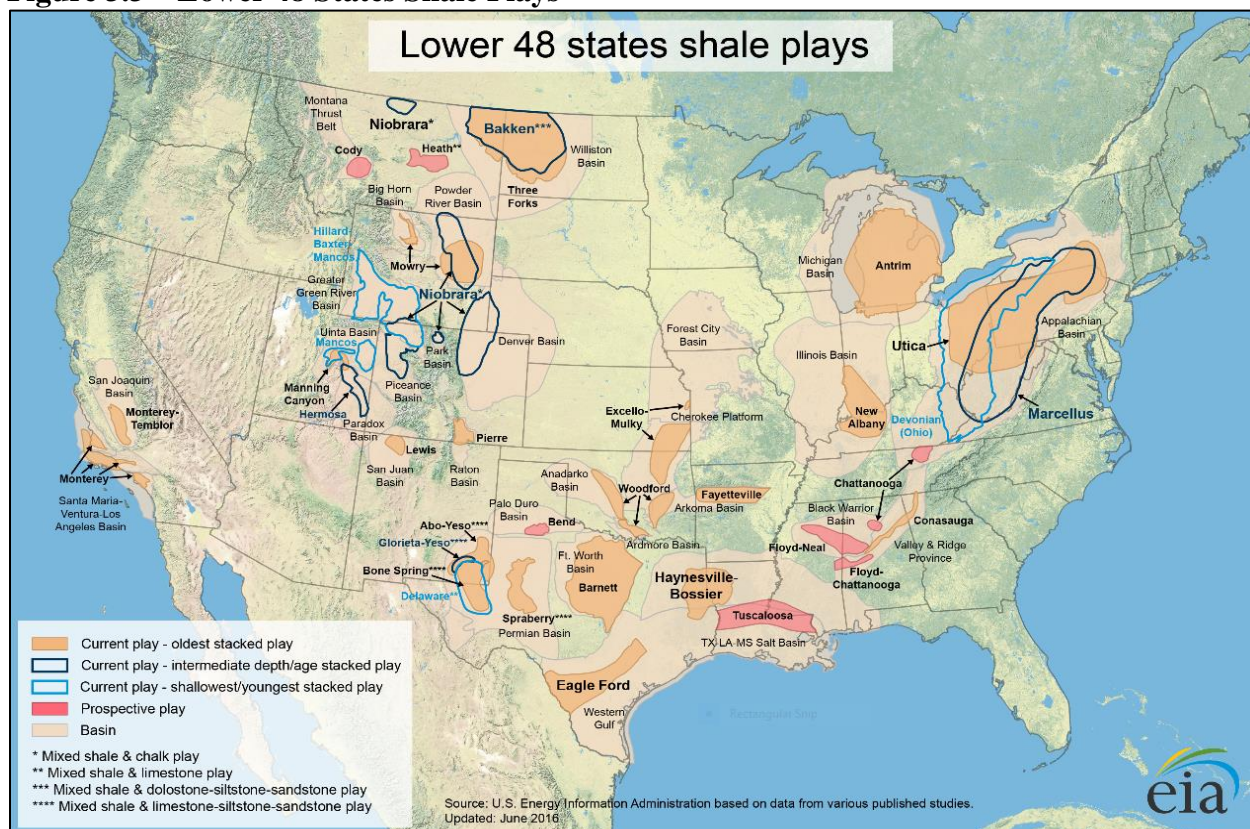 Figure 3.3 – Lower 48 States Shale Plays
Lower 48 states shale plays
Montana
Thrust
Belt
Niobrara*
Bakken***
Cody
Heath**
Williston
Basin
Big Horn
Basin
Powder
River Basin
Three
Forks
Hillard-
Baxter-
Mancos
Mowry
Greater
Green River
Basin
Niobrara*
Uinta Basin
Mancos
Park
Basin
Denver Basin
Manning
Canyon
Piceance
Basin
Hermosa
Paradox
Basin
San Joaquin
Basin
Monterey-
Temblor
Monterey
Santa Maria-
Ventura-Los
Angeles Basin
Lewis
San Juan
Basin
Pierre
Raton
Basin
Michigan
Basin
Antrim
Forest City
Basin
Illinois Basin
Utica
Appalachian
Basin
Marcellus
Excello-
Mulky
Cherokee Platform
New
Albany
Devonian
(Ohio)
Anadarko
Basin
Woodford
Fayetteville
Arkoma Basin
Chattanooga
Palo Duro
Basin
Bend
Black Warrior
Basin
Conasauga
Abo-Yeso****
Glorieta-Yeso****
Ardmore Basin
Floyd-Neal
Valley & Ridge
Province
Bone Spring****
Ft. Worth
Basin
Barnett
Haynesville-
Bossier
Floyd-
Chattanooga
Delaware**
Spraberry****
Permian Basin
Tuscaloosa
TX-LA-MS Salt Basin
Eagle Ford
Western
Gulf
Rectangular Snip
Current play - oldest stacked play
Current play - intermediate depth/age stacked play
Current play - shallowest/youngest stacked play
Prospective play
Basin
* Mixed shale & chalk play
** Mixed shale & limestone play
*** Mixed shale & dolostone-siltstone-sandstone play
**** Mixed shale & limestone-siltstone-sandstone play
Source: U.S. Energy Information Administration based on data from various published studies.
Updated: June 2016
eia